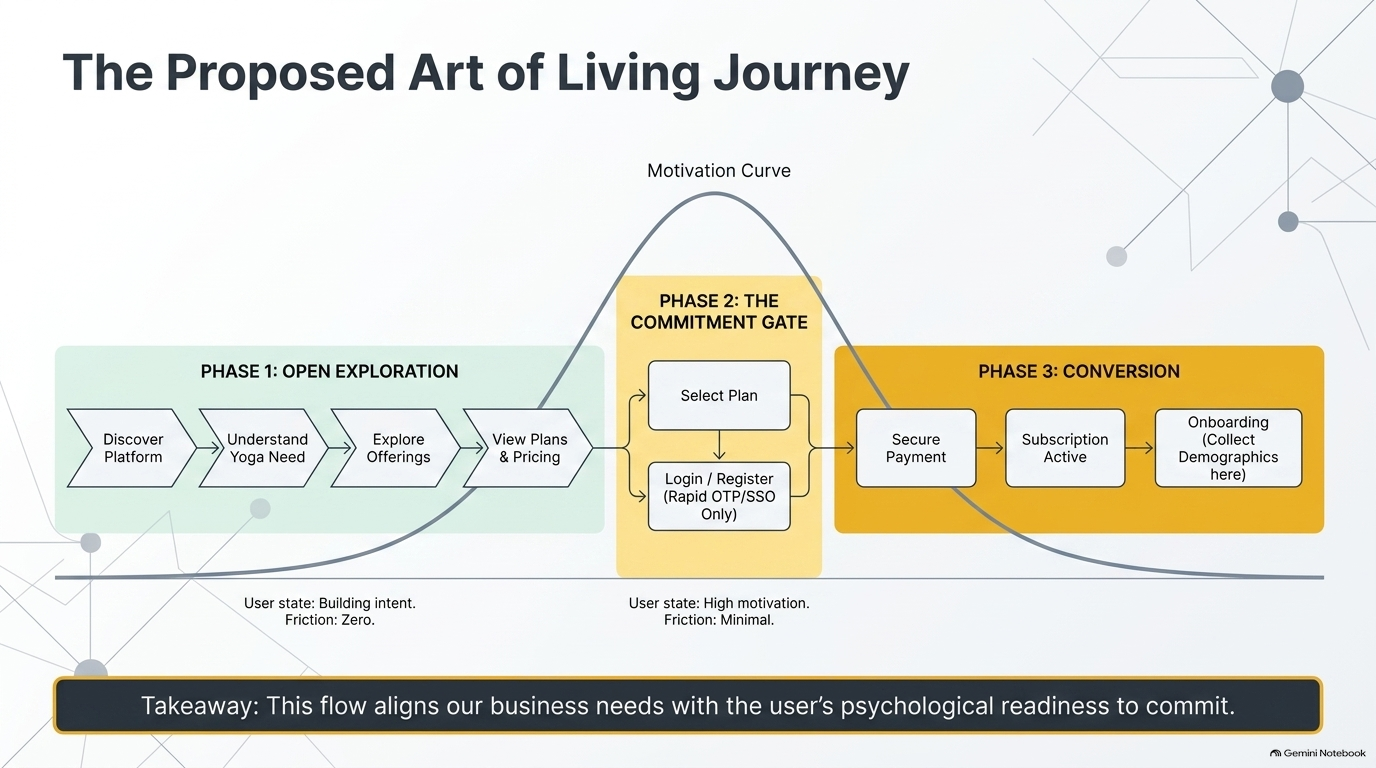 The Proposed Art of Living Journey
Motivation Curve
PHASE 1: OPEN EXPLORATION
Discover
Platform
Understand
Yoga Need
Explore
Offerings
View Plans
& Pricing
PHASE 2: THE
COMMITMENT GATE
Select Plan
Login / Register
(Rapid OTP/SSO
Only)
PHASE 3: CONVERSION
Secure
Payment
Subscription
Active
Onboarding
(Collect
Demographics
here)
User state: Building intent.
Friction: Zero.
User state: High motivation.
Friction: Minimal.
Takeaway: This flow aligns our business needs with the user’s psychological readiness to commit.
Gemini Notebook